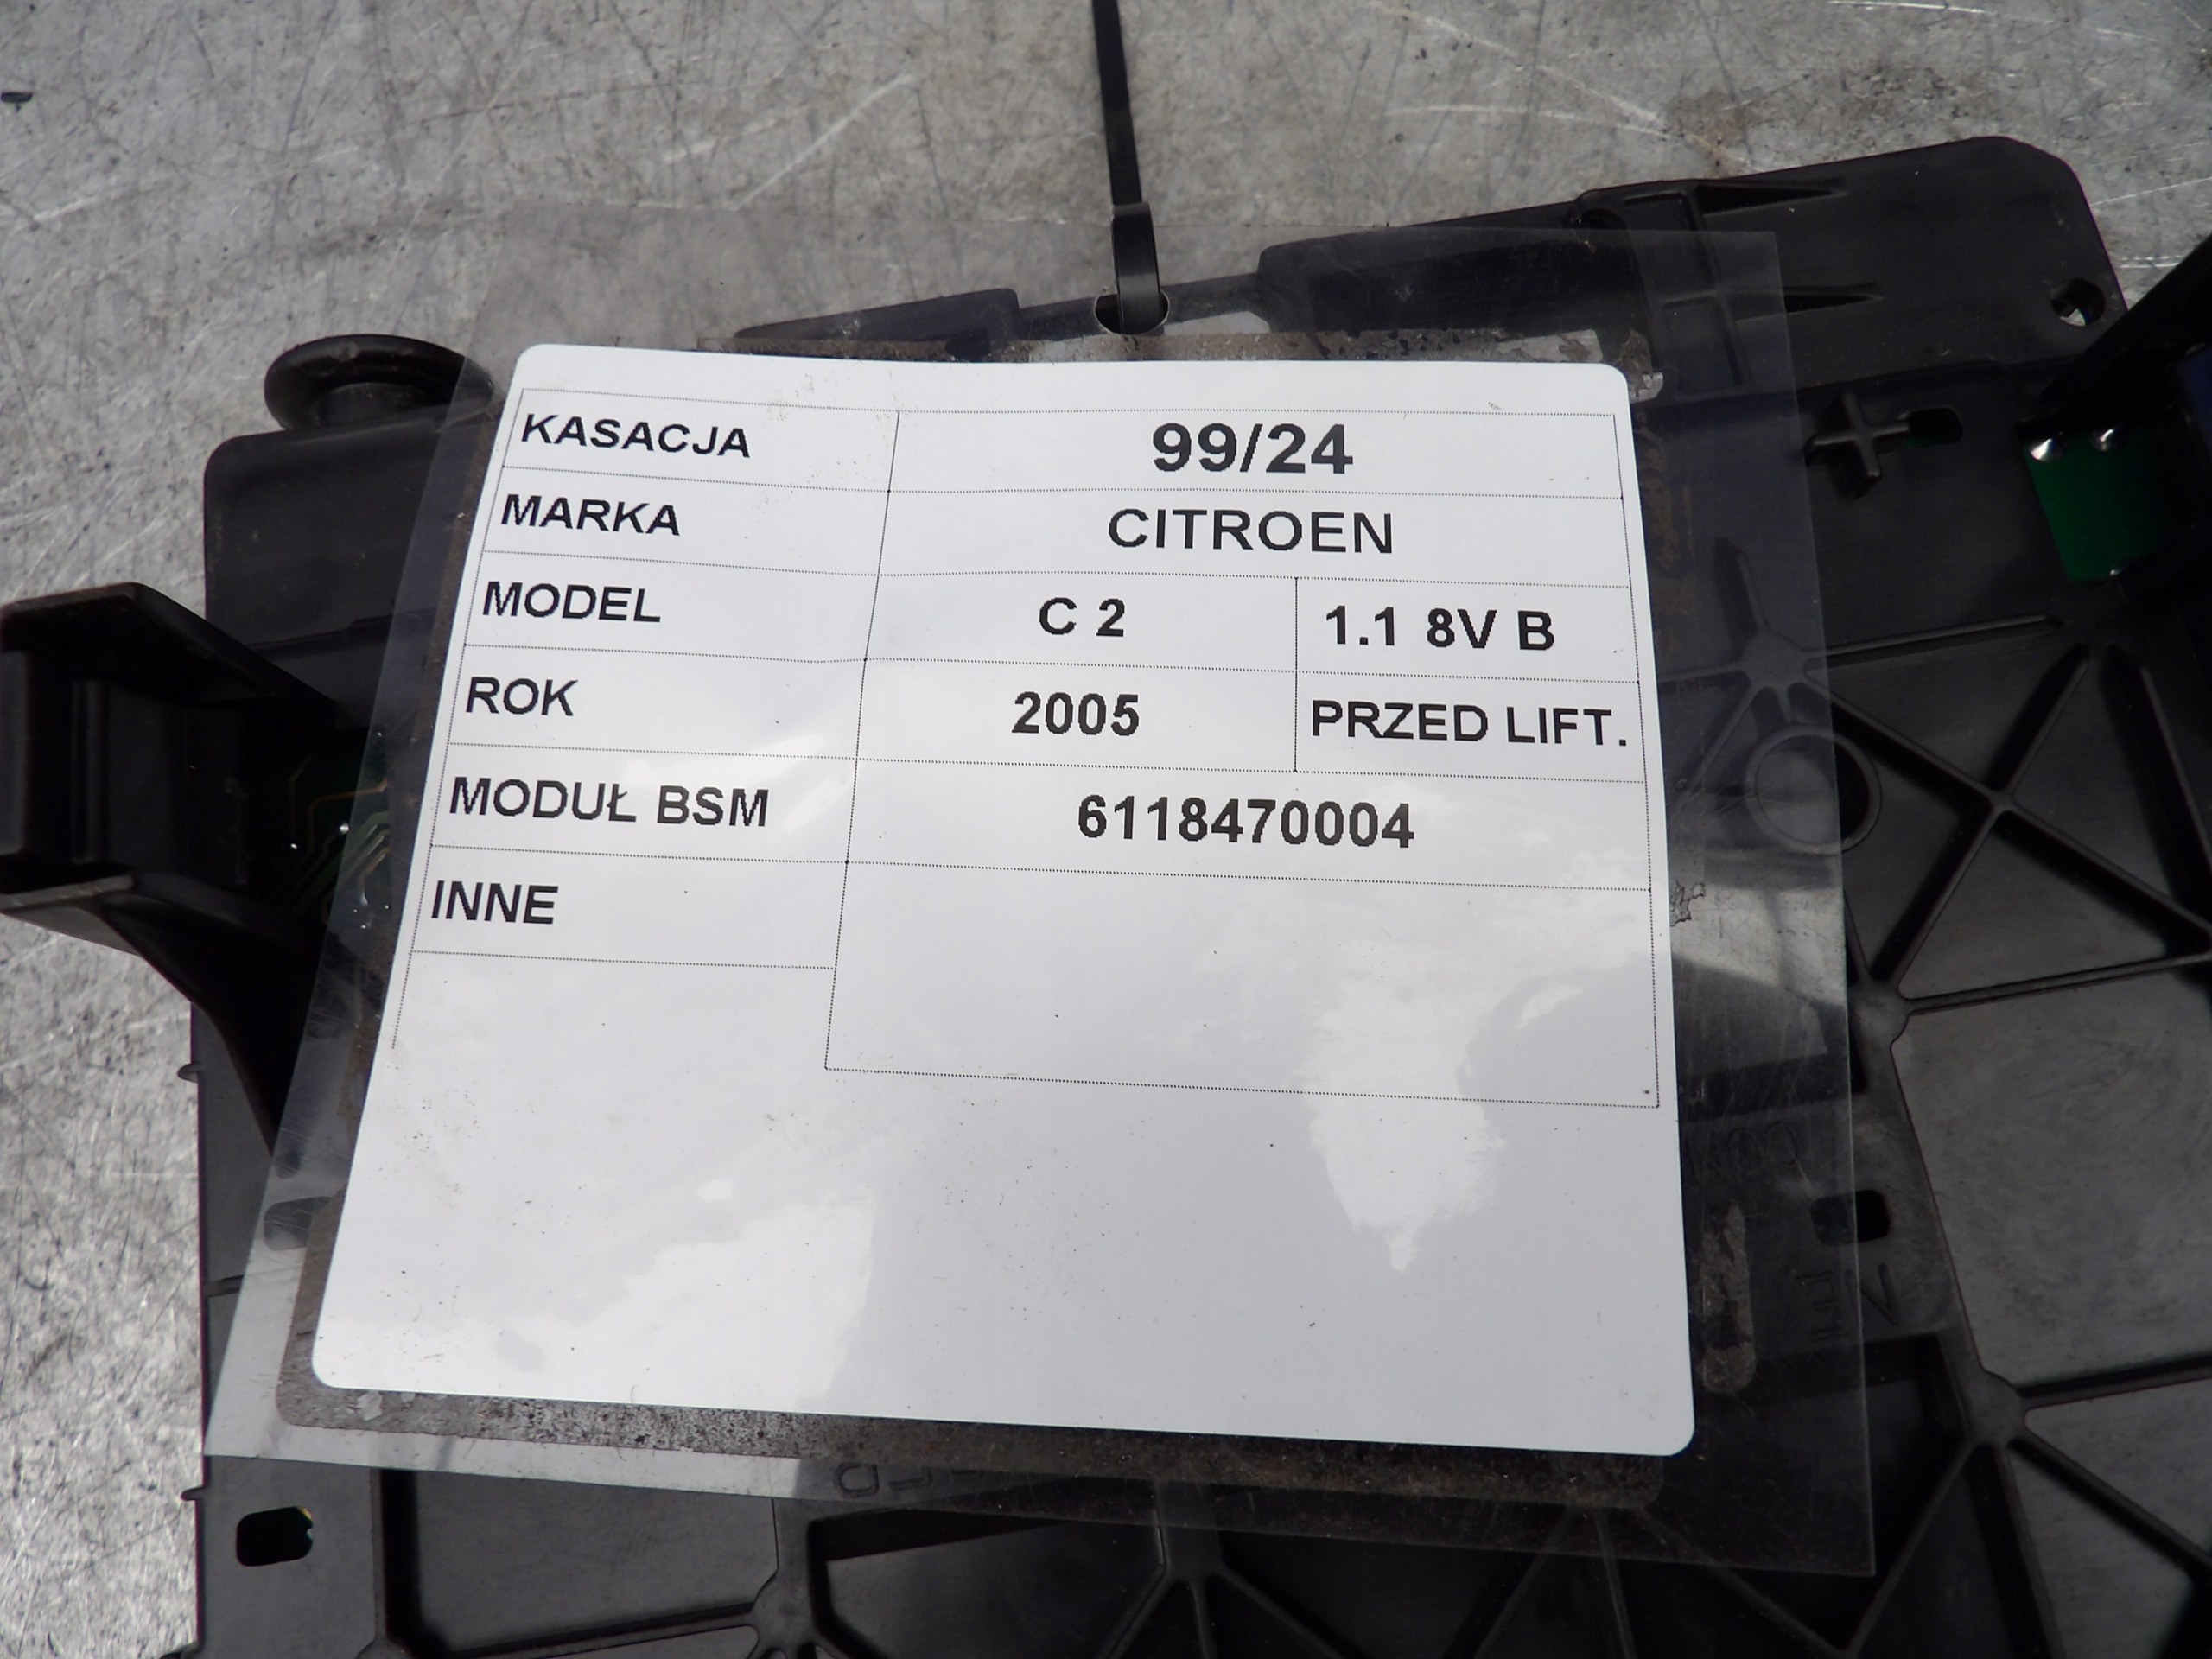 KASACJA 99/24
MARKA CITROEN
MODEL C 2 1.1 8V B
ROK 2005 PRZED LIFT.
MODUŁ BSM 6118470004
INNE